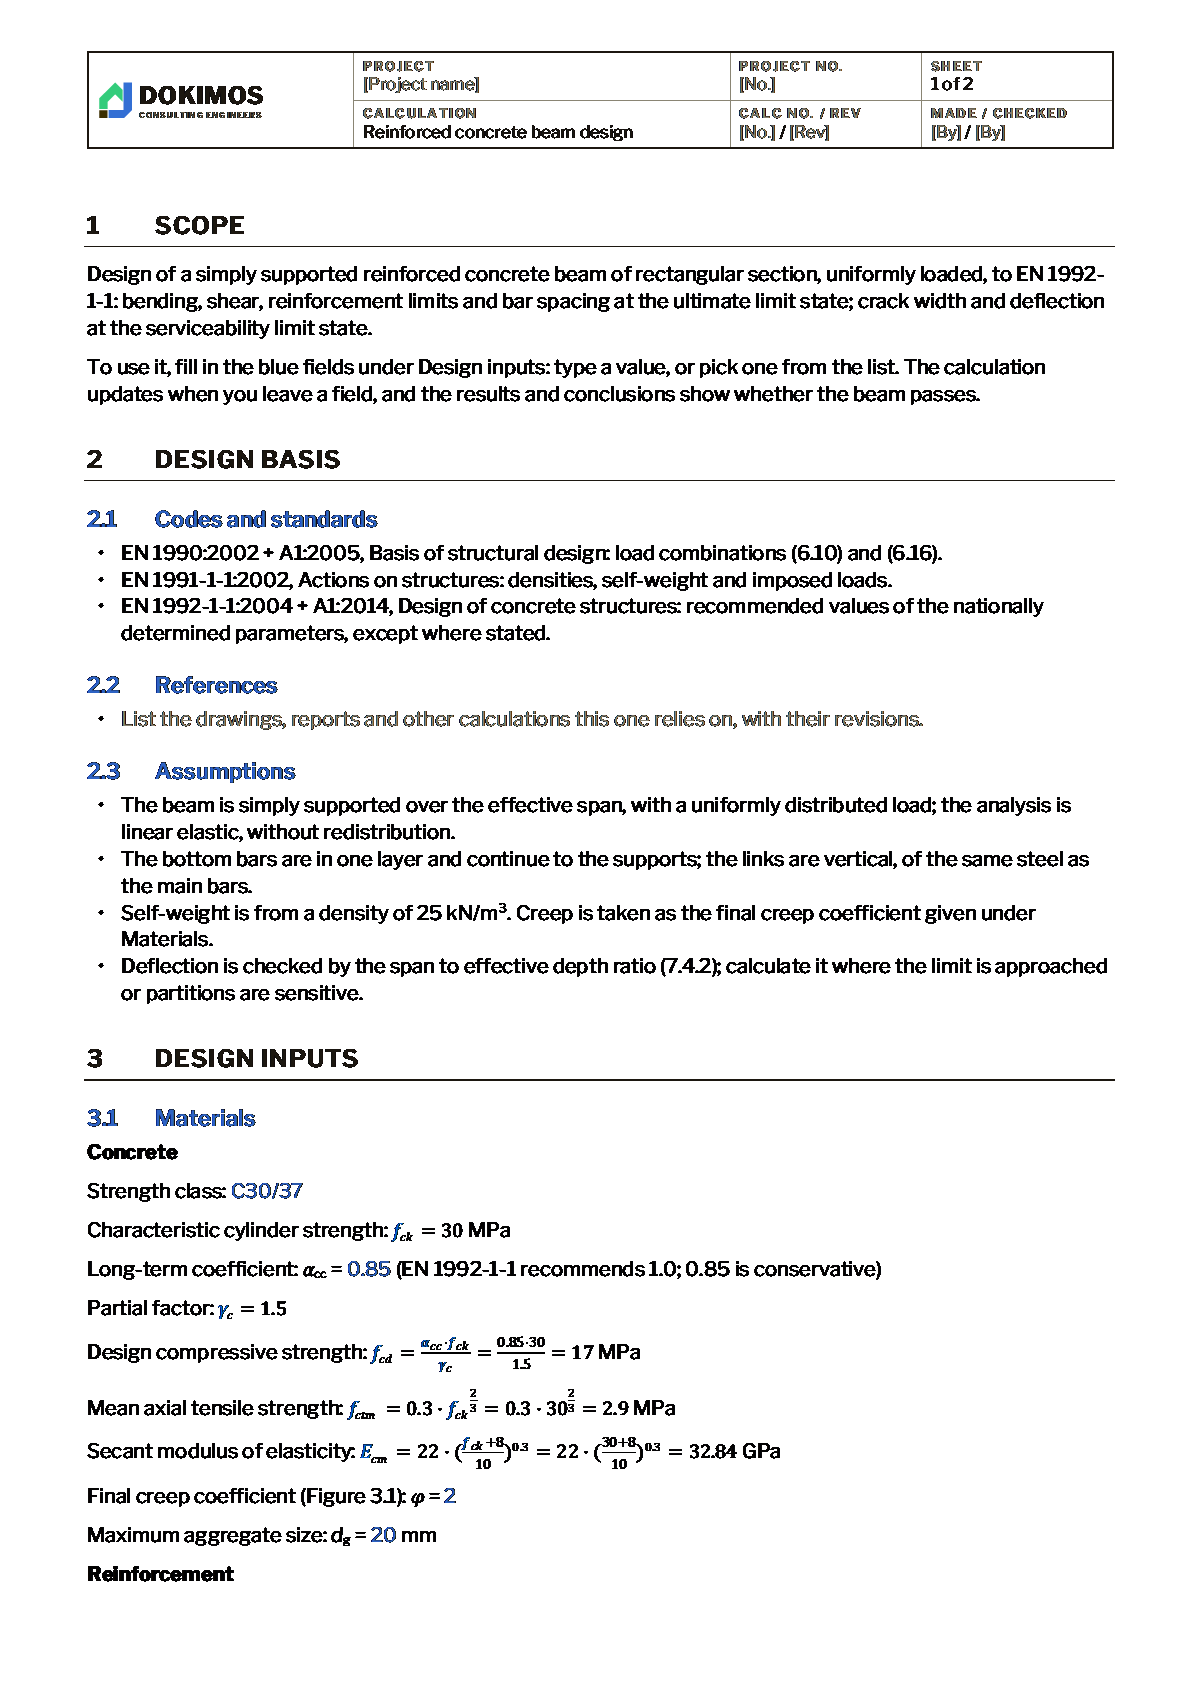 DOKIMOS
CONSULTING ENGINEERS
PROJECT
[Project name]
PROJECT NO.
[No.]
SHEET
1 of 2
CALCULATION
Reinforced concrete beam design
CALC NO. / REV
[No.] / [Rev]
MADE / CHECKED
[By] / [By]
1 SCOPE
Design of a simply supported reinforced concrete beam of rectangular section, uniformly loaded, to EN 1992-
1-1: bending, shear, reinforcement limits and bar spacing at the ultimate limit state; crack width and deflection
at the serviceability limit state.
To use it, fill in the blue fields under Design inputs: type a value, or pick one from the list. The calculation
updates when you leave a field, and the results and conclusions show whether the beam passes.
2 DESIGN BASIS
2.1 Codes and standards
• EN 1990:2002 + A1:2005, Basis of structural design: load combinations (6.10) and (6.16).
• EN 1991-1-1:2002, Actions on structures: densities, self-weight and imposed loads.
• EN 1992-1-1:2004 + A1:2014, Design of concrete structures: recommended values of the nationally
determined parameters, except where stated.
2.2 References
• List the drawings, reports and other calculations this one relies on, with their revisions.
2.3 Assumptions
• The beam is simply supported over the effective span, with a uniformly distributed load; the analysis is
linear elastic, without redistribution.
• The bottom bars are in one layer and continue to the supports; the links are vertical, of the same steel as
the main bars.
• Self-weight is from a density of 25 kN/m³. Creep is taken as the final creep coefficient given under
Materials.
• Deflection is checked by the span to effective depth ratio (7.4.2); calculate it where the limit is approached
or partitions are sensitive.
3 DESIGN INPUTS
3.1 Materials
Concrete
Strength class: C30/37
Characteristic cylinder strength: f_ck = 30 MPa
Long-term coefficient: α_cc = 0.85 (EN 1992-1-1 recommends 1.0; 0.85 is conservative)
Partial factor: γ_c = 1.5
Design compressive strength: f_cd = (α_cc · f_ck)/γ_c = (0.85·30)/1.5 = 17 MPa
Mean axial tensile strength: f_ctm = 0.3 · f_ck^(2/3) = 0.3 · 30^(2/3) = 2.9 MPa
Secant modulus of elasticity: E_cm = 22 · ((f_ck+8)/10)^0.3 = 22 · ((30+8)/10)^0.3 = 32.84 GPa
Final creep coefficient (Figure 3.1): φ = 2
Maximum aggregate size: d_g = 20 mm
Reinforcement